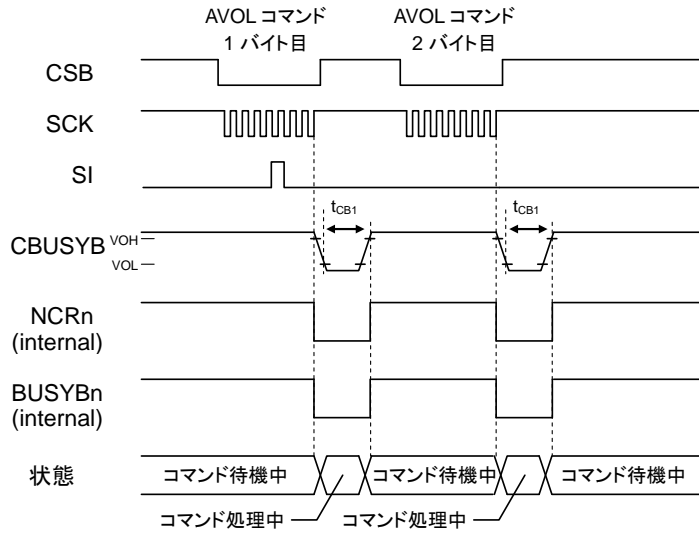 AVOL コマンド
1 バイト目
AVOL コマンド
2 バイト目
CSB
SCK
SI
tCB1
tCB1
CBUSYB
VOH
VOL
NCRn
(internal)
BUSYBn
(internal)
状態
コマンド待機中
コマンド待機中
コマンド待機中
コマンド処理中
コマンド処理中